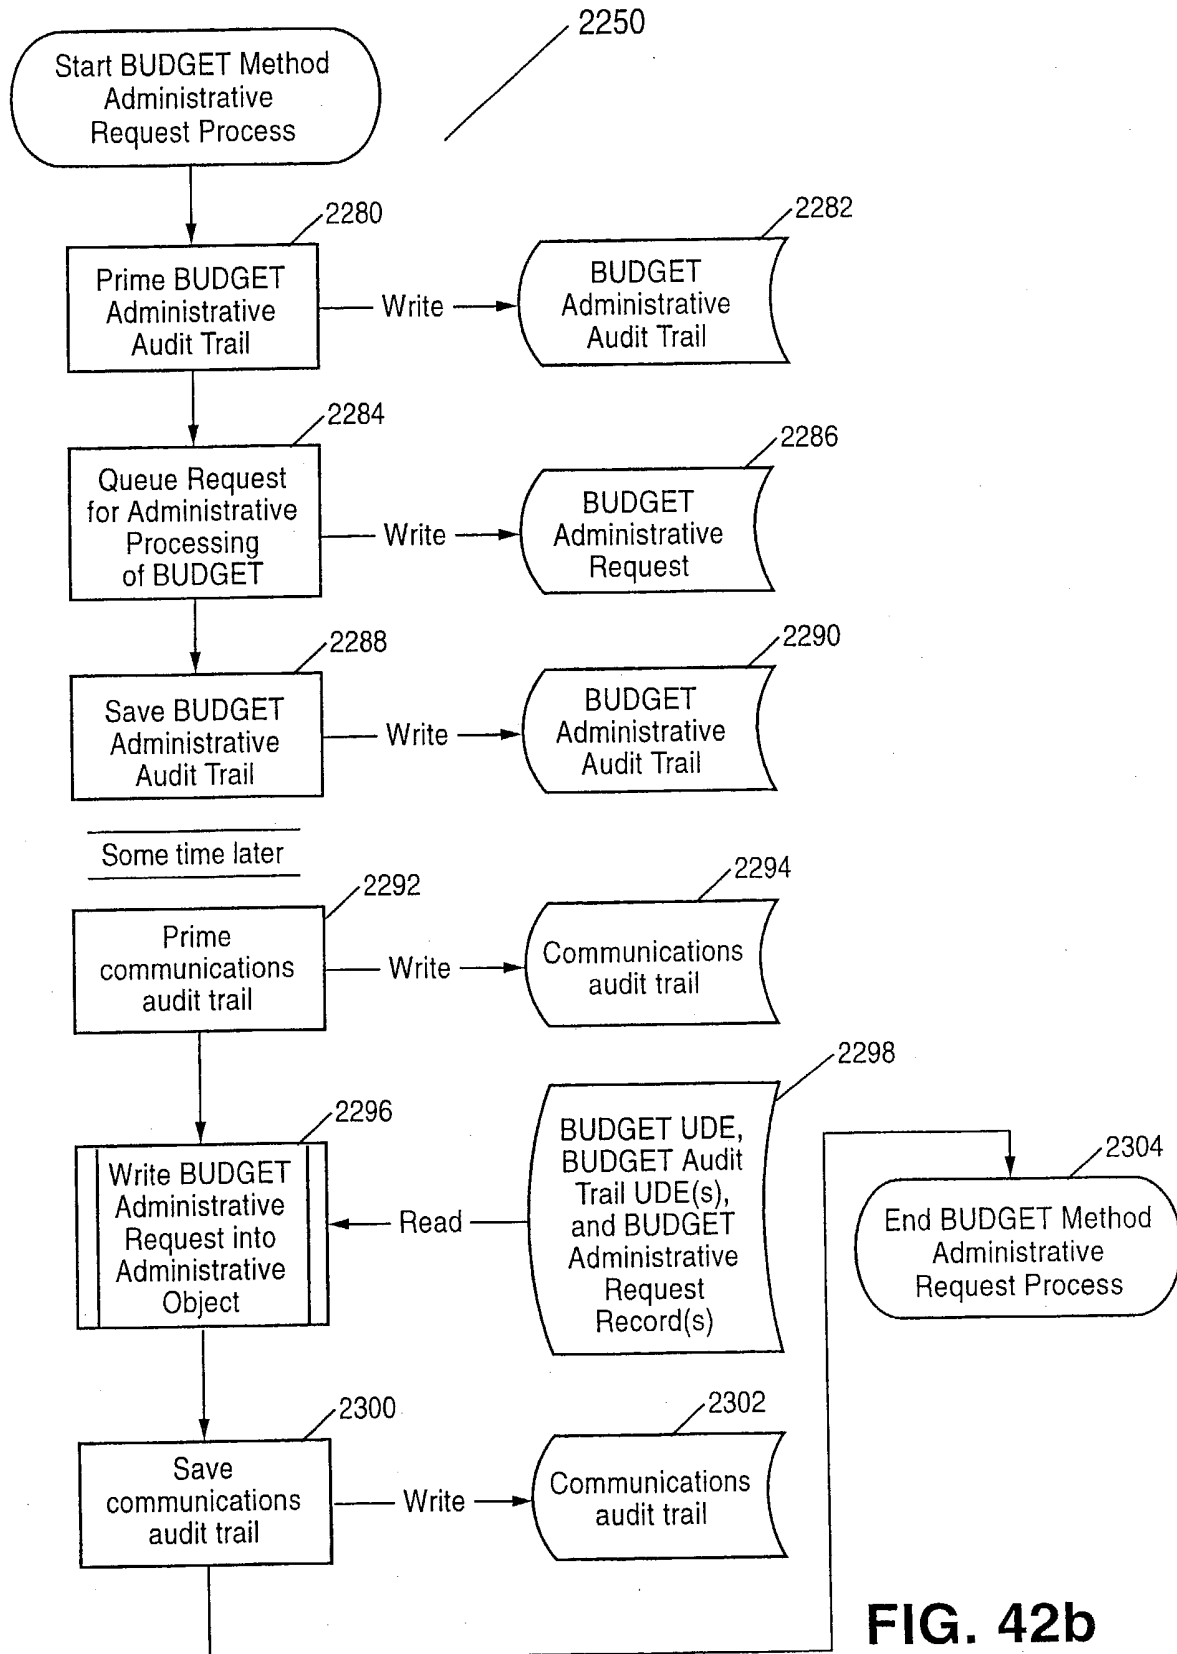 2250
Start BUDGET Method
Administrative
Request Process
2280
Prime BUDGET
Administrative
Audit Trail
Write
2282
BUDGET
Administrative
Audit Trail
2284
Queue Request
for Administrative
Processing
of BUDGET
Write
2286
BUDGET
Administrative
Request
2288
Save BUDGET
Administrative
Audit Trail
Write
2290
BUDGET
Administrative
Audit Trail
Some time later
2292
Prime
communications
audit trail
Write
2294
Communications
audit trail
2296
Write BUDGET
Administrative
Request into
Administrative
Object
Read
2298
BUDGET UDE,
BUDGET Audit
Trail UDE(s),
and BUDGET
Administrative
Request
Record(s)
2300
Save
communications
audit trail
Write
2302
Communications
audit trail
2304
End BUDGET Method
Administrative
Request Process
FIG. 42b